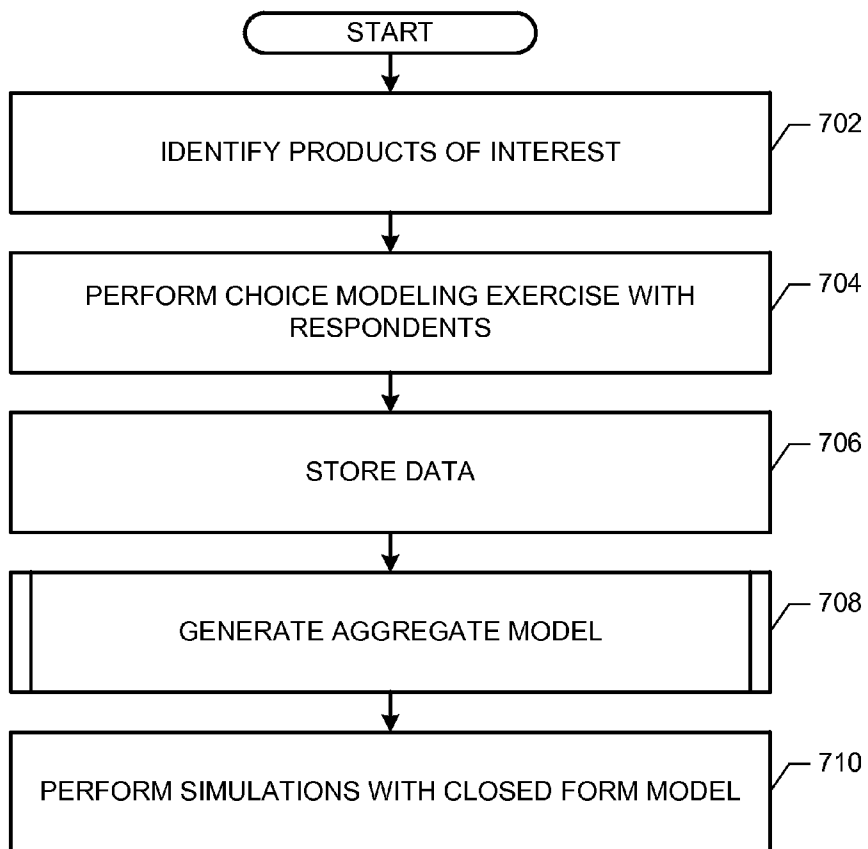 START
IDENTIFY PRODUCTS OF INTEREST
702
PERFORM CHOICE MODELING EXERCISE WITH
RESPONDENTS
704
STORE DATA
706
GENERATE AGGREGATE MODEL
708
PERFORM SIMULATIONS WITH CLOSED FORM MODEL
710